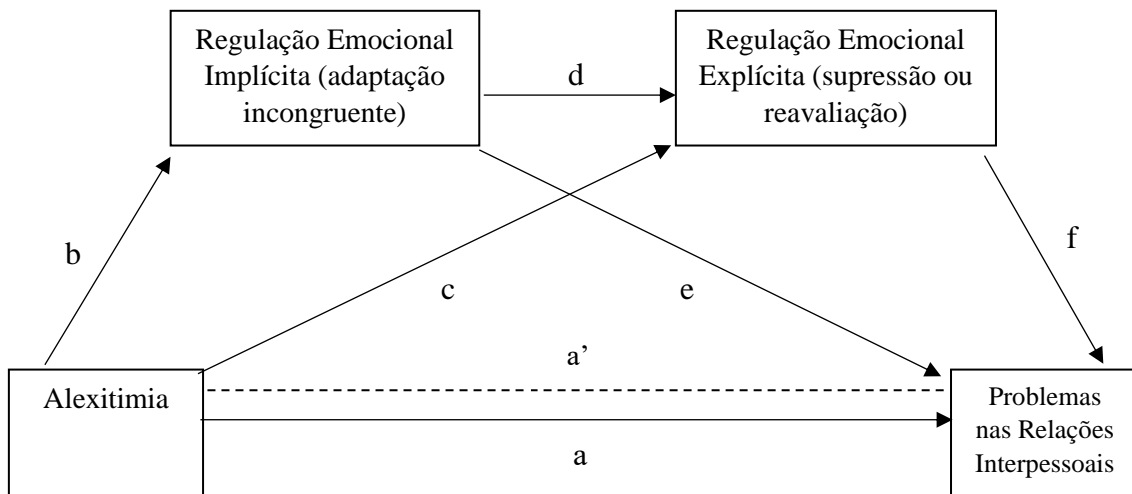 Regulação Emocional
Implícita (adaptação
incongruente)
d
Regulação Emocional
Explícita (supressão ou
reavaliação)
b
c
e
f
a’
Alexitimia
a
Problemas
nas Relações
Interpessoais